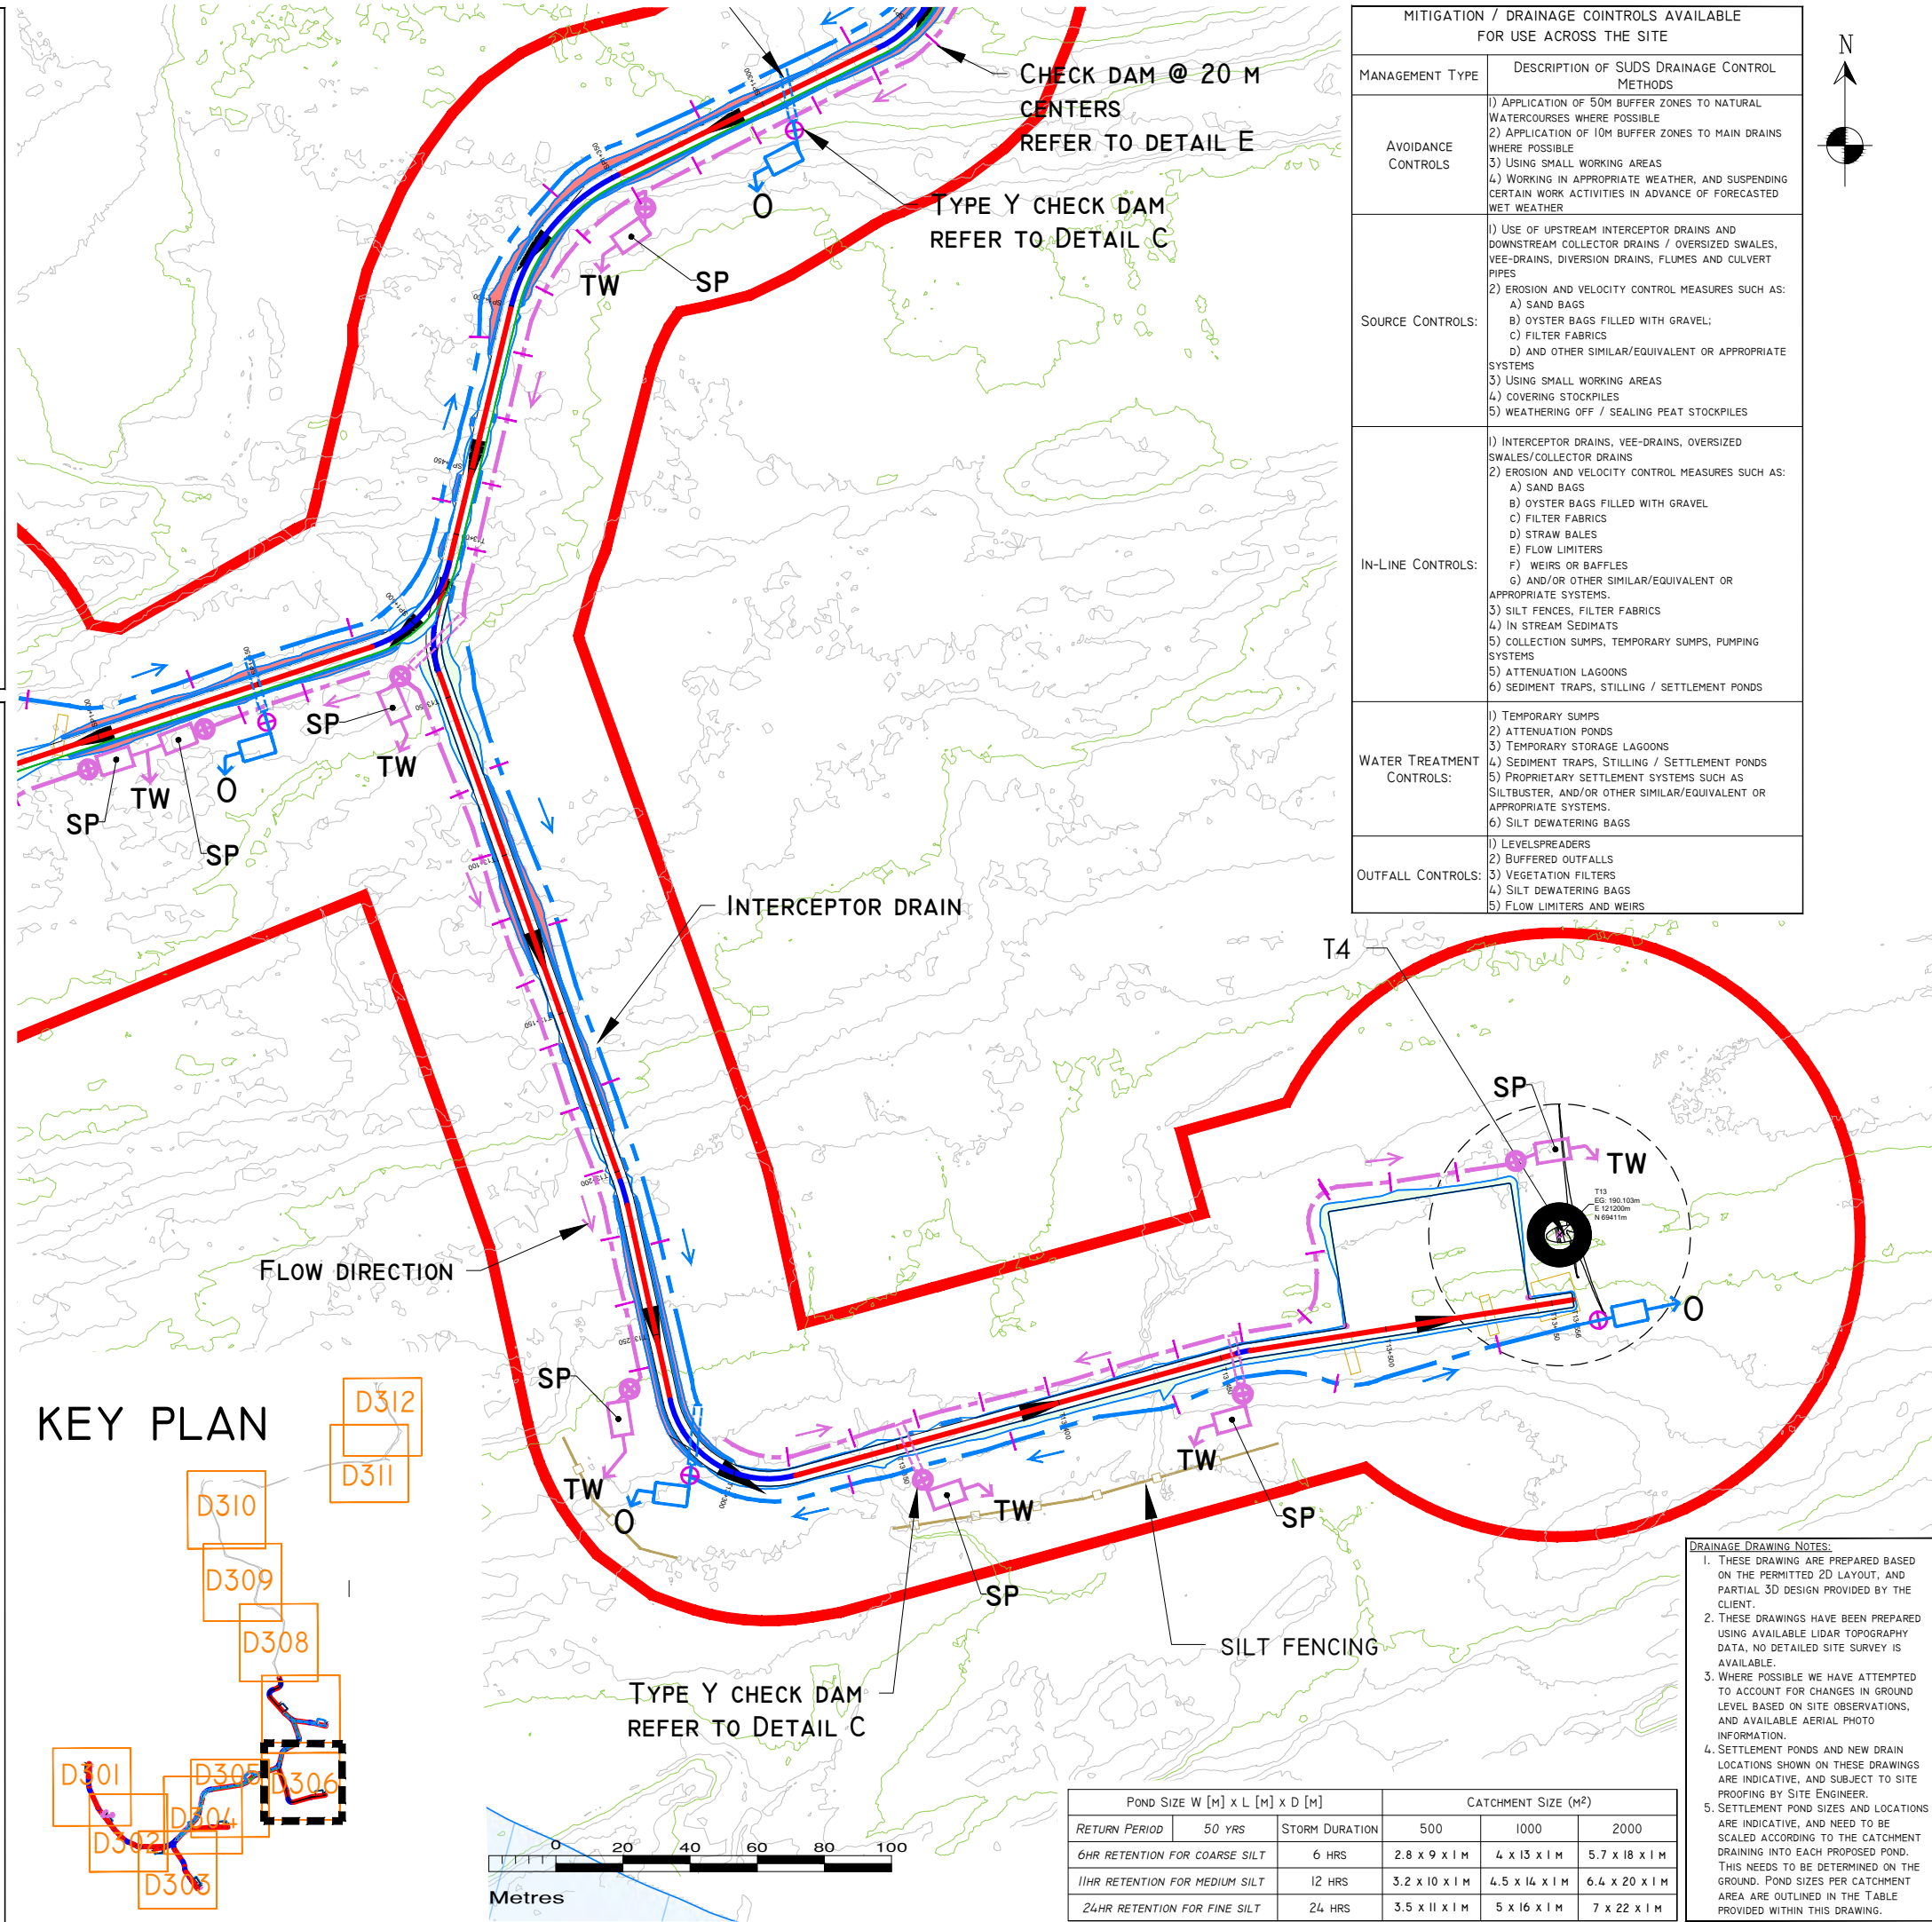 MITIGATION / DRAINAGE COINTROLS AVAILABLE
FOR USE ACROSS THE SITE
MANAGEMENT TYPE
DESCRIPTION OF SUDS DRAINAGE CONTROL
METHODS
AVOIDANCE
CONTROLS
1) APPLICATION OF 50M BUFFER ZONES TO NATURAL
WATERCOURSES WHERE POSSIBLE
2) APPLICATION OF 10M BUFFER ZONES TO MAIN DRAINS
WHERE POSSIBLE
3) USING SMALL WORKING AREAS
4) WORKING IN APPROPRIATE WEATHER, AND SUSPENDING
CERTAIN WORK ACTIVITIES IN ADVANCE OF FORECASTED
WET WEATHER
SOURCE CONTROLS:
1) USE OF UPSTREAM INTERCEPTOR DRAINS AND
DOWNSTREAM COLLECTOR DRAINS / OVERSIZED SWALES,
VEE-DRAINS, DIVERSION DRAINS, FLUMES AND CULVERT
PIPES
2) EROSION AND VELOCITY CONTROL MEASURES SUCH AS:
A) SAND BAGS
B) OYSTER BAGS FILLED WITH GRAVEL;
C) FILTER FABRICS
D) AND OTHER SIMILAR/EQUIVALENT OR APPROPRIATE
SYSTEMS
3) USING SMALL WORKING AREAS
4) COVERING STOCKPILES
5) WEATHERING OFF / SEALING PEAT STOCKPILES
IN-LINE CONTROLS:
1) INTERCEPTOR DRAINS, VEE-DRAINS, OVERSIZED
SWALES/COLLECTOR DRAINS
2) EROSION AND VELOCITY CONTROL MEASURES SUCH AS:
A) SAND BAGS
B) OYSTER BAGS FILLED WITH GRAVEL
C) FILTER FABRICS
D) STRAW BALES
E) FLOW LIMITERS
F) WEIRS OR BAFFLES
G) AND/OR OTHER SIMILAR/EQUIVALENT OR
APPROPRIATE SYSTEMS.
3) SILT FENCES, FILTER FABRICS
4) IN STREAM SEDIMATS
5) COLLECTION SUMPS, TEMPORARY SUMPS, PUMPING
SYSTEMS
5) ATTENUATION LAGOONS
6) SEDIMENT TRAPS, STILLING / SETTLEMENT PONDS
WATER TREATMENT
CONTROLS:
1) TEMPORARY SUMPS
2) ATTENUATION PONDS
3) TEMPORARY STORAGE LAGOONS
4) SEDIMENT TRAPS, STILLING / SETTLEMENT PONDS
5) PROPRIETARY SETTLEMENT SYSTEMS SUCH AS
SILTBUSTER, AND/OR OTHER SIMILAR/EQUIVALENT OR
APPROPRIATE SYSTEMS.
6) SILT DEWATERING BAGS
OUTFALL CONTROLS:
1) LEVELSPREADERS
2) BUFFERED OUTFALLS
3) VEGETATION FILTERS
4) SILT DEWATERING BAGS
5) FLOW LIMITERS AND WEIRS
N
CHECK DAM @ 20 M
CENTERS
REFER TO DETAIL E
TYPE Y CHECK DAM
REFER TO DETAIL C
O
TW
SP
SP
TW
SP
TW
O
SP
INTERCEPTOR DRAIN
FLOW DIRECTION
T13-100
T13-200
T13-250
T4
SP
TW
T13
EG: 190.103m
E 121200m
N 69411m
O
SP
TW
O
TW
SP
TW
SP
SILT FENCING
TYPE Y CHECK DAM
REFER TO DETAIL C
KEY PLAN
D312
D311
D310
D309
D308
D301
D305
D306
D304
D302
D303
0 20 40 60 80 100
Metres
POND SIZE W [M] X L [M] X D [M] CATCHMENT SIZE (M²)
RETURN PERIOD 50 YRS STORM DURATION 500 1000 2000
6HR RETENTION FOR COARSE SILT 6 HRS 2.8 X 9 X 1 M 4 X 13 X 1 M 5.7 X 18 X 1 M
11HR RETENTION FOR MEDIUM SILT 12 HRS 3.2 X 10 X 1 M 4.5 X 14 X 1 M 6.4 X 20 X 1 M
24HR RETENTION FOR FINE SILT 24 HRS 3.5 X 11 X 1 M 5 X 16 X 1 M 7 X 22 X 1 M
DRAINAGE DRAWING NOTES:
1. THESE DRAWING ARE PREPARED BASED
ON THE PERMITTED 2D LAYOUT, AND
PARTIAL 3D DESIGN PROVIDED BY THE
CLIENT.
2. THESE DRAWINGS HAVE BEEN PREPARED
USING AVAILABLE LIDAR TOPOGRAPHY
DATA, NO DETAILED SITE SURVEY IS
AVAILABLE.
3. WHERE POSSIBLE WE HAVE ATTEMPTED
TO ACCOUNT FOR CHANGES IN GROUND
LEVEL BASED ON SITE OBSERVATIONS,
AND AVAILABLE AERIAL PHOTO
INFORMATION.
4. SETTLEMENT PONDS AND NEW DRAIN
LOCATIONS SHOWN ON THESE DRAWINGS
ARE INDICATIVE, AND SUBJECT TO SITE
PROOFING BY SITE ENGINEER.
5. SETTLEMENT POND SIZES AND LOCATIONS
ARE INDICATIVE, AND NEED TO BE
SCALED ACCORDING TO THE CATCHMENT
DRAINING INTO EACH PROPOSED POND.
THIS NEEDS TO BE DETERMINED ON THE
GROUND. POND SIZES PER CATCHMENT
AREA ARE OUTLINED IN THE TABLE
PROVIDED WITHIN THIS DRAWING.